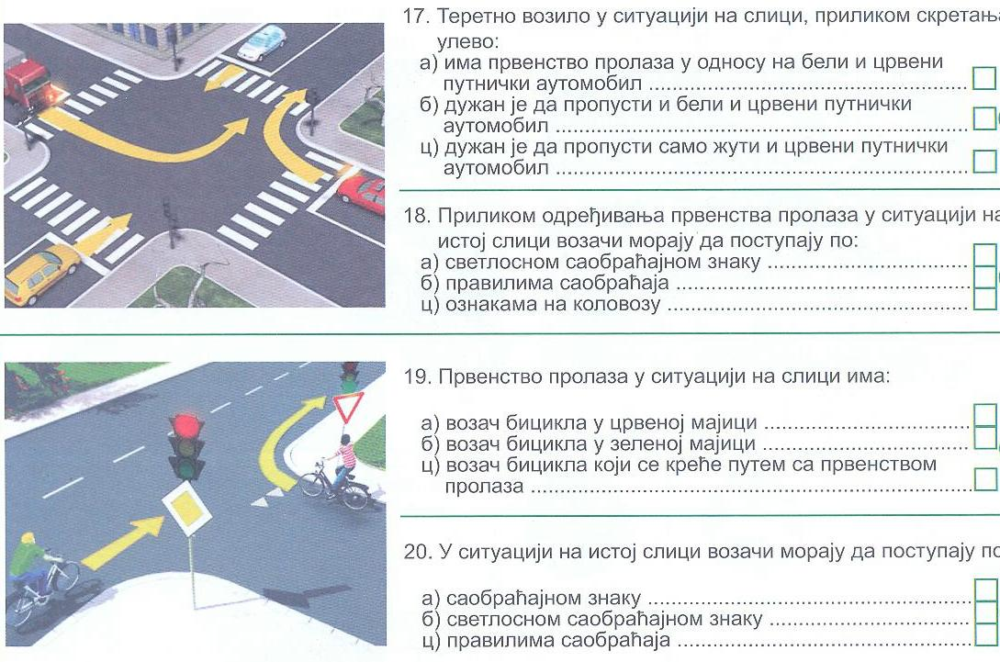 17. Теретно возило у ситуацији на слици, приликом скретања
улево:
а) има првенство пролаза у односу на бели и црвени
путнички аутомобил
б) дужан је да пропусти и бели и црвени путнички
аутомобил
ц) дужан је да пропусти само жути и црвени путнички
аутомобил
18. Приликом одређивања првенства пролаза у ситуацији на
истој слици возачи морају да поступају по:
а) светлосном саобраћајном знаку
б) правилима саобраћаја
ц) ознакама на коловозу
19. Првенство пролаза у ситуацији на слици има:
а) возач бицикла у црвеној мајици
б) возач бицикла у зеленој мајици
ц) возач бицикла који се креће путем са првенством
пролаза
20. У ситуацији на истој слици возачи морају да поступају по
а) саобраћајном знаку
б) светлосном саобраћајном знаку
ц) правилима саобраћаја